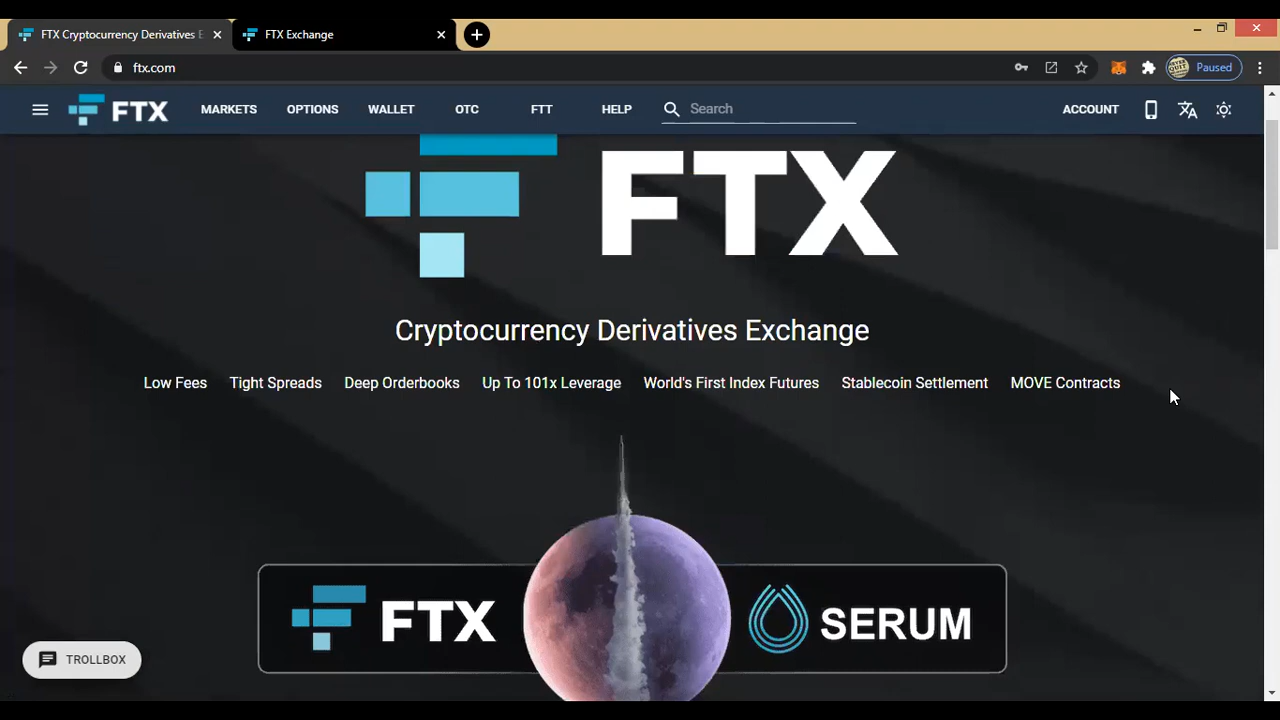 FTX Cryptocurrency Derivatives E
FTX Exchange
ftx.com
Paused
FTX
MARKETS
OPTIONS
WALLET
OTC
FTT
HELP
Search
ACCOUNT
FTX
Cryptocurrency Derivatives Exchange
Low Fees
Tight Spreads
Deep Orderbooks
Up To 101x Leverage
World's First Index Futures
Stablecoin Settlement
MOVE Contracts
FTX
SERUM
TROLLBOX